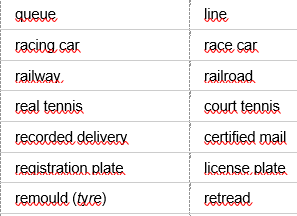 queue line
racing car race car
railway railroad
real tennis court tennis
recorded delivery certified mail
registration plate license plate
remould (tyre) retread